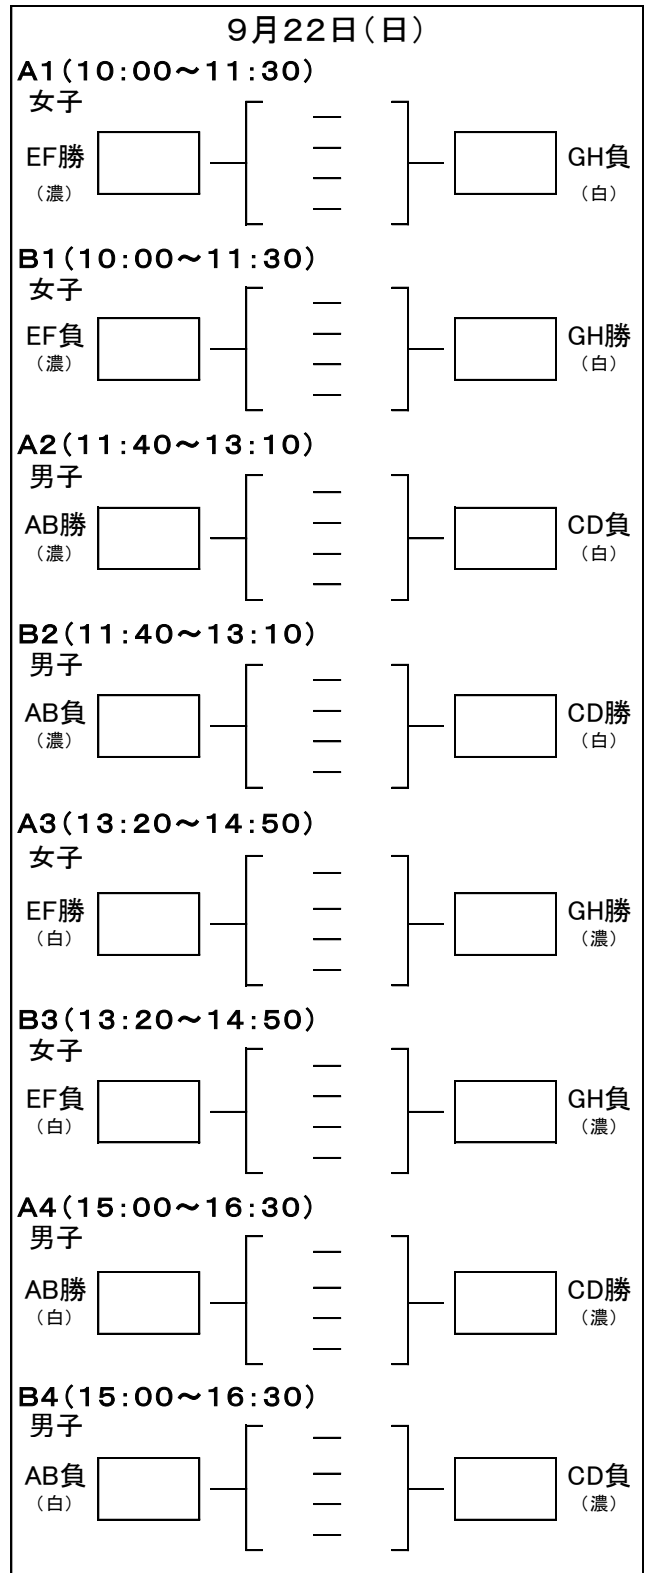 ９月２２日（日）
Ａ１（１０：００～１１：３０）
女子
EF勝 GH負
（濃） （白）
Ｂ１（１０：００～１１：３０）
女子
EF負 GH勝
（濃） （白）
Ａ２（１１：４０～１３：１０）
男子
AB勝 CD負
（濃） （白）
Ｂ２（１１：４０～１３：１０）
男子
AB負 CD勝
（濃） （白）
Ａ３（１３：２０～１４：５０）
女子
EF勝 GH勝
（白） （濃）
Ｂ３（１３：２０～１４：５０）
女子
EF負 GH負
（白） （濃）
Ａ４（１５：００～１６：３０）
男子
AB勝 CD勝
（白） （濃）
Ｂ４（１５：００～１６：３０）
男子
AB負 CD負
（白） （濃）